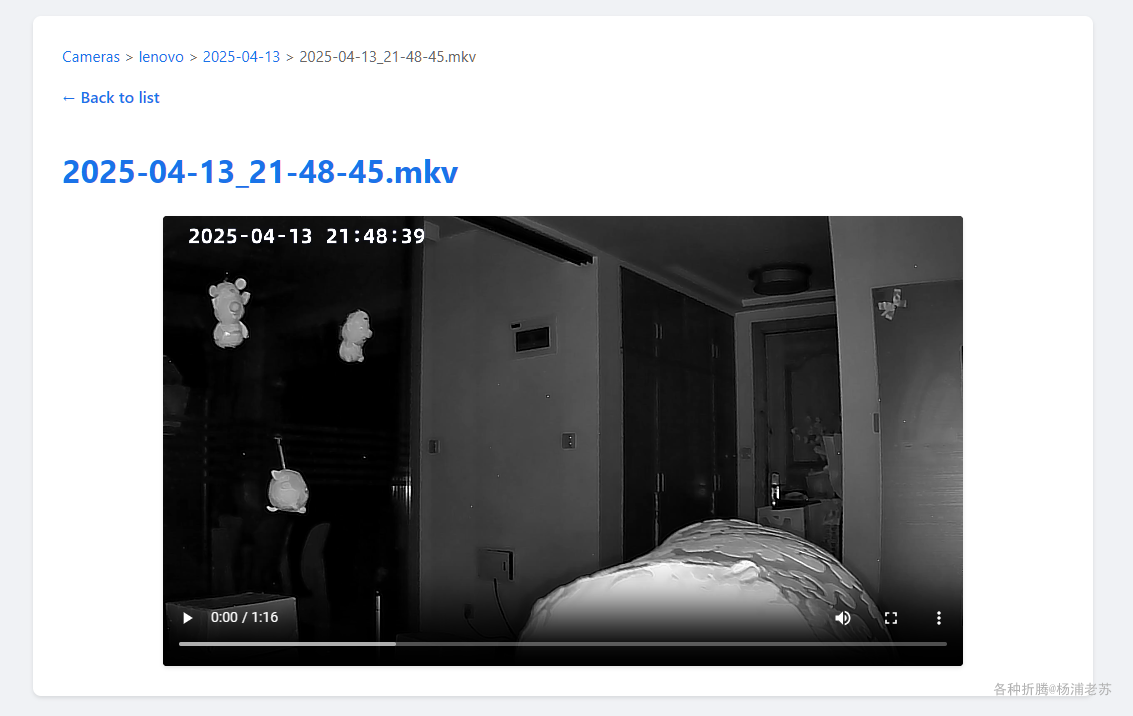 Cameras > lenovo > 2025-04-13 > 2025-04-13_21-48-45.mkv
← Back to list
2025-04-13_21-48-45.mkv
2025-04-13 21:48:39
0:00 / 1:16
各种折腾@杨浦老苏